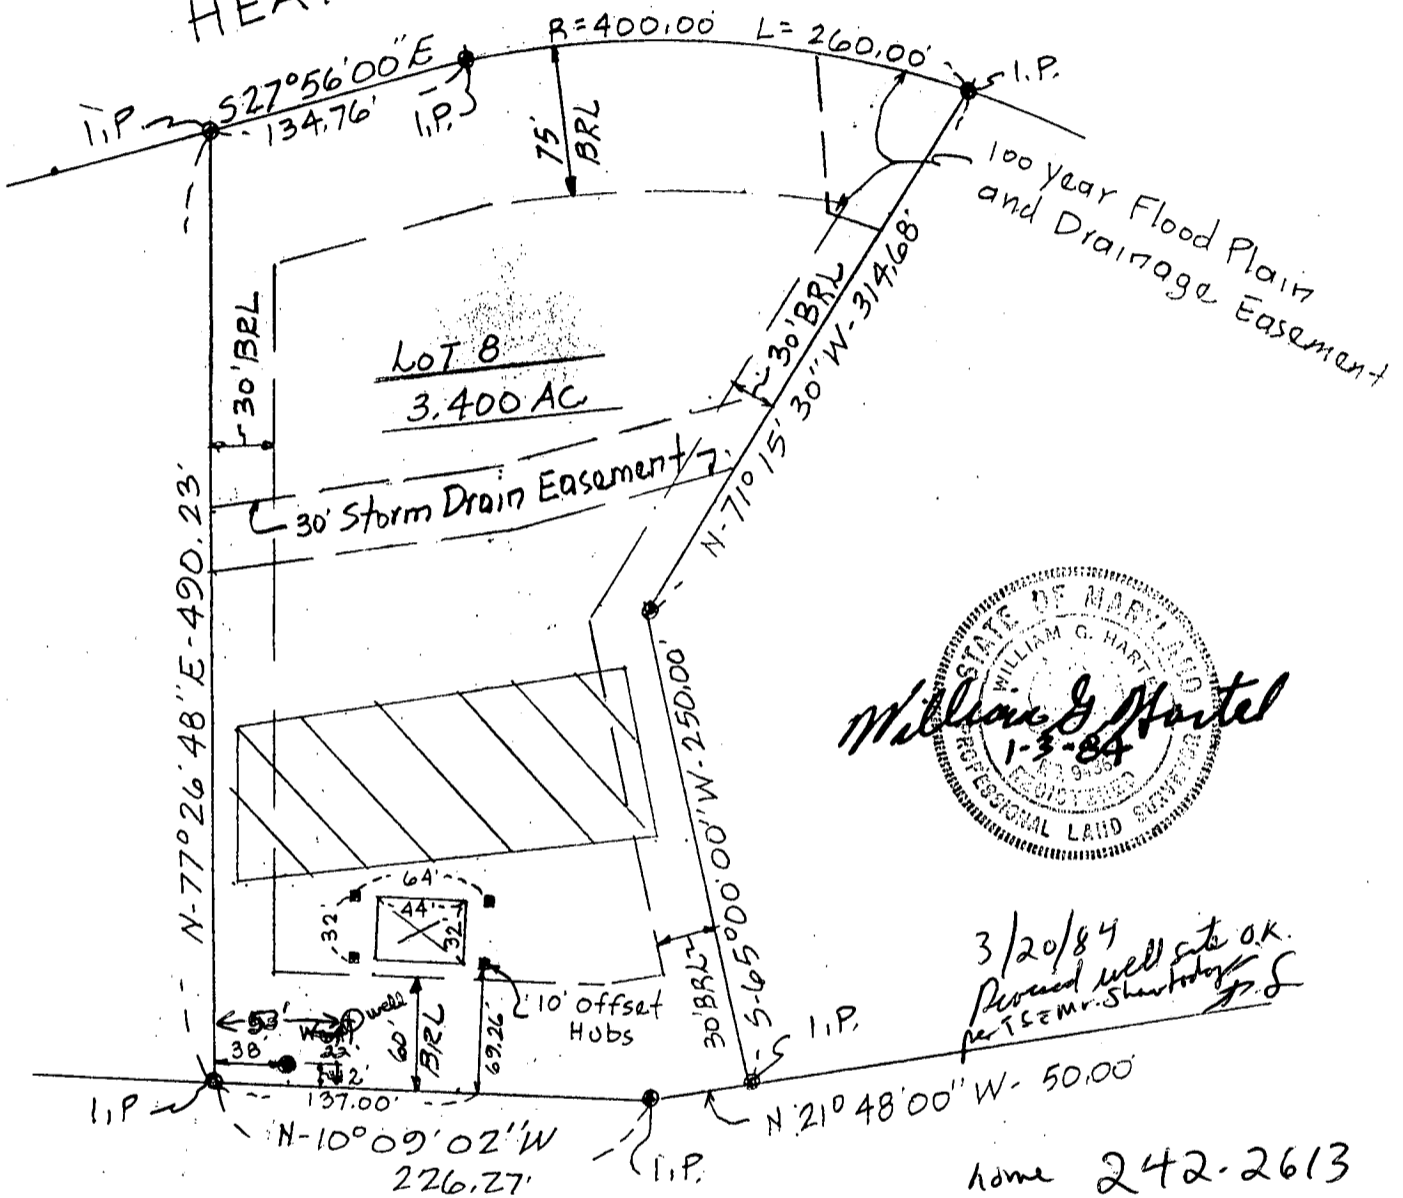 R=400.00 L=260.00'
S27°56'00"E
134.76'
I.P.
I.P.
I.P.
75'
BRL
100 year Flood Plain
and Drainage Easement
30'BRL
LOT 8
3.400 AC
30'BRL
N-71°15'30"W-314.68'
30' Storm Drain Easement
N-77°26'48"E-490.23'
S-65°00'00"W-250.00'
STATE OF MARYLAND
WILLIAM G. HARTEL
REGISTERED
PROFESSIONAL LAND SURVEYOR
William G Hartel
1-3-84
64'
44'
32'
32'
3/20/84
Revised well site O.K.
10' Offset
Hubs
well
38'
60'
BRL
69.26'
30'BRL
I.P.
2'
137.00'
I.P.
N-10°09'02"W
226.27'
I.P.
N 21°48'00"W- 50.00'
home 242-2613